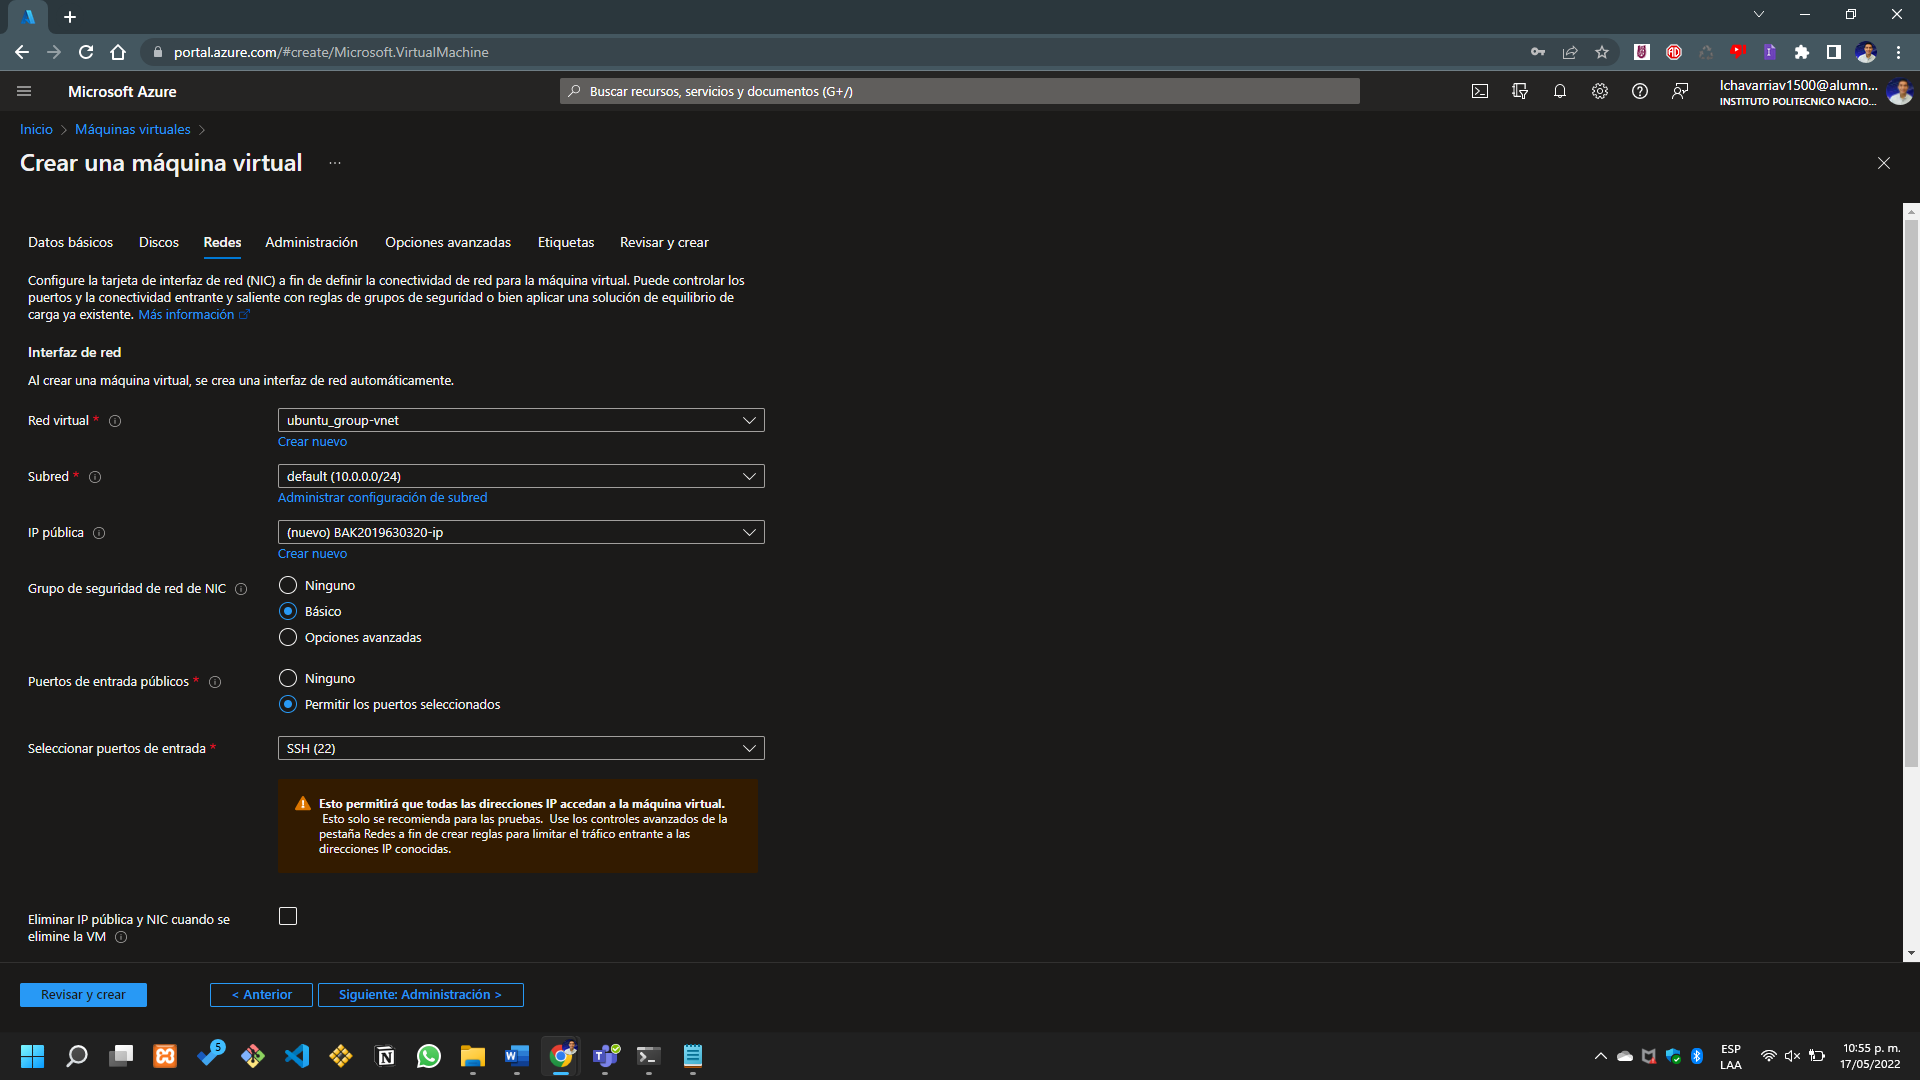 portal.azure.com/#create/Microsoft.VirtualMachine
Microsoft Azure
Buscar recursos, servicios y documentos (G+/)
lchavarriav1500@alumn...
INSTITUTO POLITECNICO NACIO...
Inicio > Máquinas virtuales >
Crear una máquina virtual ...
Datos básicos Discos Redes Administración Opciones avanzadas Etiquetas Revisar y crear
Configure la tarjeta de interfaz de red (NIC) a fin de definir la conectividad de red para la máquina virtual. Puede controlar los
puertos y la conectividad entrante y saliente con reglas de grupos de seguridad o bien aplicar una solución de equilibrio de
carga ya existente. Más información
Interfaz de red
Al crear una máquina virtual, se crea una interfaz de red automáticamente.
Red virtual * ubuntu_group-vnet
Crear nuevo
Subred * default (10.0.0.0/24)
Administrar configuración de subred
IP pública (nuevo) BAK2019630320-ip
Crear nuevo
Grupo de seguridad de red de NIC Ninguno
Básico
Opciones avanzadas
Puertos de entrada públicos * Ninguno
Permitir los puertos seleccionados
Seleccionar puertos de entrada * SSH (22)
Esto permitirá que todas las direcciones IP accedan a la máquina virtual.
Esto solo se recomienda para las pruebas. Use los controles avanzados de la
pestaña Redes a fin de crear reglas para limitar el tráfico entrante a las
direcciones IP conocidas.
Eliminar IP pública y NIC cuando se
elimine la VM
Revisar y crear < Anterior Siguiente: Administración >
5
ESP
LAA
10:55 p. m.
17/05/2022